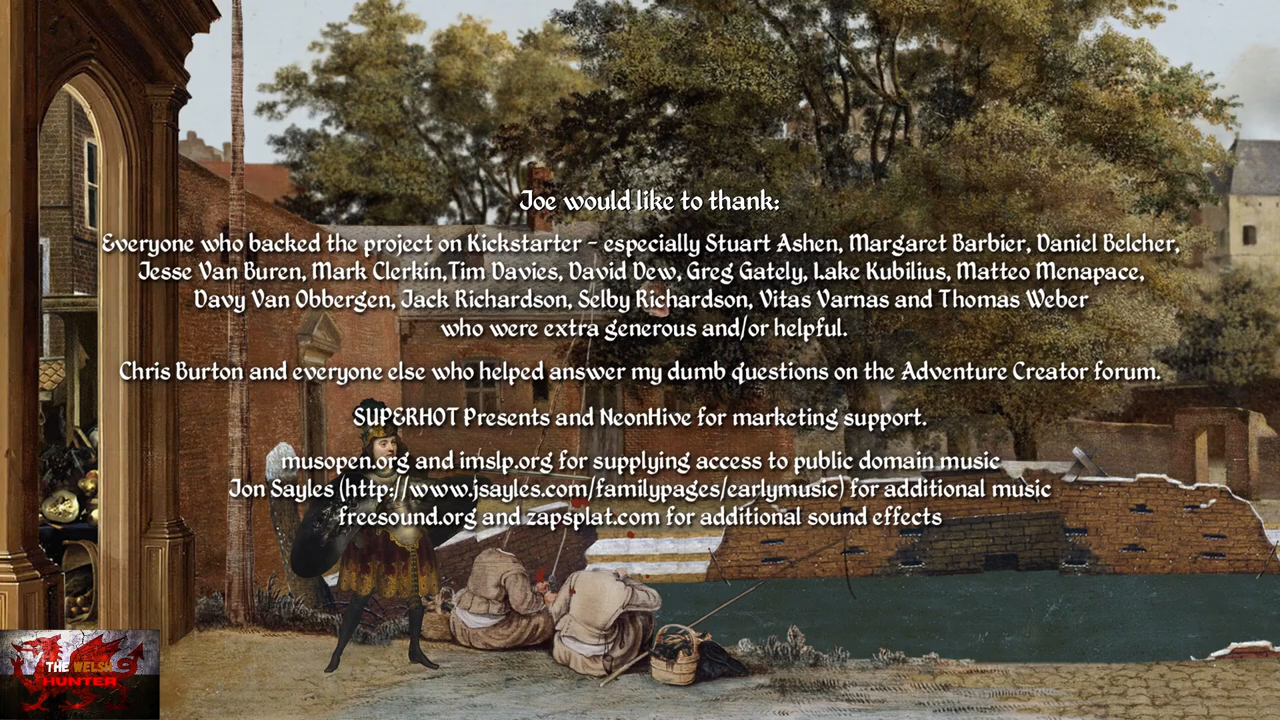 Joe would like to thank:
Everyone who backed the project on Kickstarter - especially Stuart Ashen, Margaret Barbier, Daniel Belcher,
Jesse Van Buren, Mark Clerkin,Tim Davies, David Dew, Greg Gately, Lake Kubilius, Matteo Menapace,
Davy Van Obbergen, Jack Richardson, Selby Richardson, Vitas Varnas and Thomas Weber
who were extra generous and/or helpful.
Chris Burton and everyone else who helped answer my dumb questions on the Adventure Creator forum.
SUPERHOT Presents and NeonHive for marketing support.
musopen.org and imslp.org for supplying access to public domain music
Jon Sayles (http://www.jsayles.com/familypages/earlymusic) for additional music
freesound.org and zapsplat.com for additional sound effects
THE WELSH
HUNTER